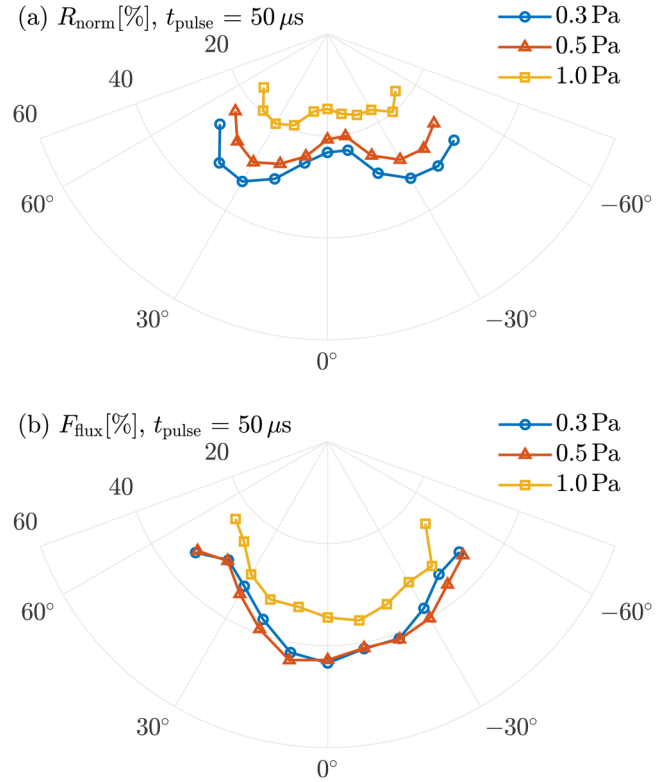 (a) R_norm[%], t_pulse = 50 μs
0.3 Pa
0.5 Pa
1.0 Pa
20
40
60
60°
30°
0°
−30°
−60°
(b) F_flux[%], t_pulse = 50 μs
0.3 Pa
0.5 Pa
1.0 Pa
20
40
60
60°
30°
0°
−30°
−60°